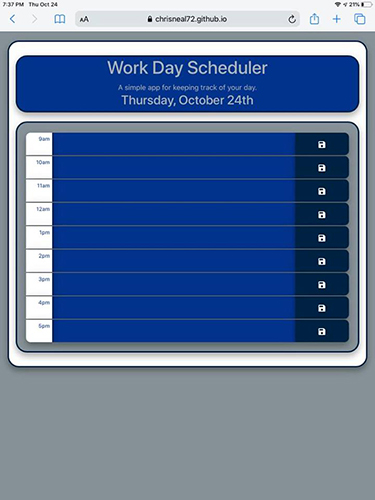 7:37 PM Thu Oct 24
21%
AA
chrisneal72.github.io
Work Day Scheduler
A simple app for keeping track of your day.
Thursday, October 24th
9am
10am
11am
12am
1pm
2pm
3pm
4pm
5pm